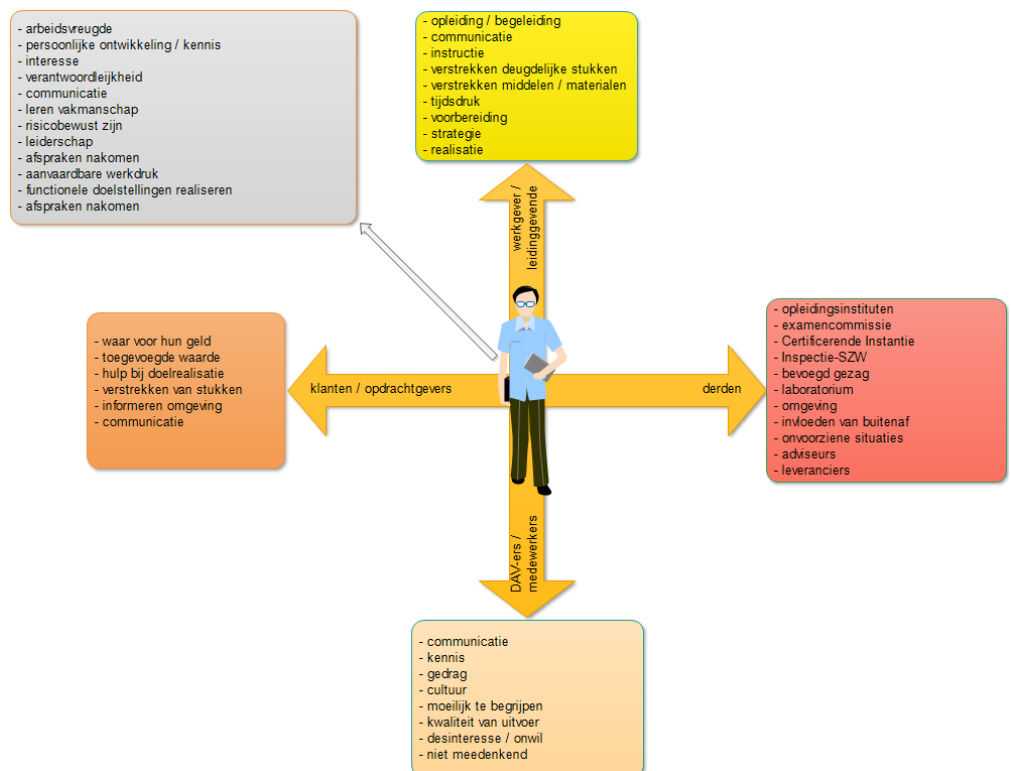 - arbeidsvreugde
- persoonlijke ontwikkeling / kennis
- interesse
- verantwoordleijkheid
- communicatie
- leren vakmanschap
- risicobewust zijn
- leiderschap
- afspraken nakomen
- aanvaardbare werkdruk
- functionele doelstellingen realiseren
- afspraken nakomen
- opleiding / begeleiding
- communicatie
- instructie
- verstrekken deugdelijke stukken
- verstrekken middelen / materialen
- tijdsdruk
- voorbereiding
- strategie
- realisatie
werkgever /
leidinggevende
- waar voor hun geld
- toegevoegde waarde
- hulp bij doelrealisatie
- verstrekken van stukken
- informeren omgeving
- communicatie
klanten / opdrachtgevers
derden
- opleidingsinstituten
- examencommissie
- Certificerende Instantie
- Inspectie-SZW
- bevoegd gezag
- laboratorium
- omgeving
- invloeden van buitenaf
- onvoorziene situaties
- adviseurs
- leveranciers
DAV-ers /
medewerkers
- communicatie
- kennis
- gedrag
- cultuur
- moeilijk te begrijpen
- kwaliteit van uitvoer
- desinteresse / onwil
- niet meedenkend